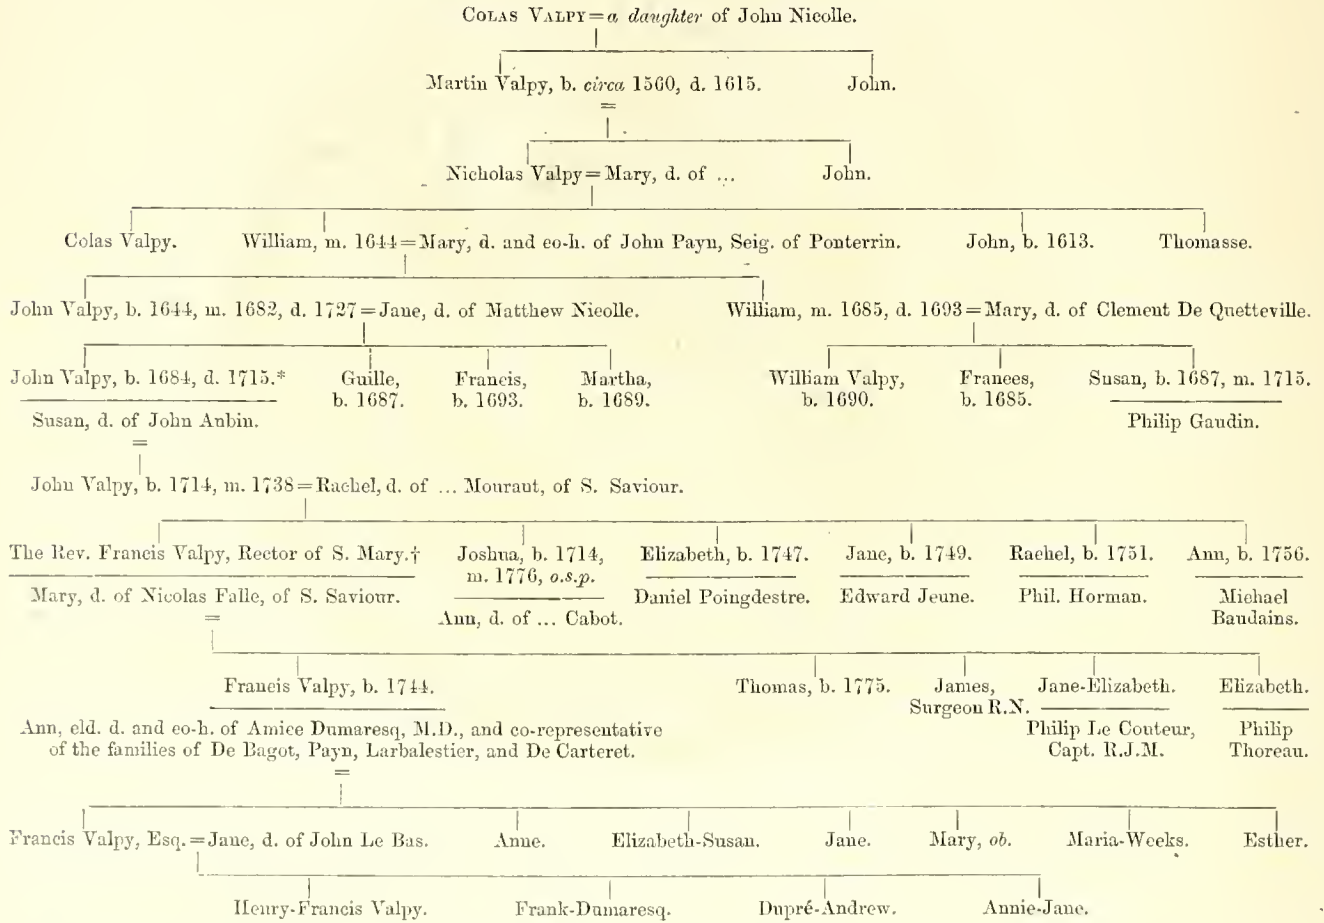 COLAS VALPY=a daughter of John Nicolle.
Martin Valpy, b. circa 1560, d. 1615. John.
=
Nicholas Valpy=Mary, d. of ... John.
Colas Valpy. William, m. 1644=Mary, d. and co-h. of John Payn, Seig. of Ponterrin. John, b. 1613. Thomasse.
John Valpy, b. 1644, m. 1682, d. 1727=Jane, d. of Matthew Nicolle. William, m. 1685, d. 1693=Mary, d. of Clement De Quetteville.
John Valpy, b. 1684, d. 1715.* Guille, Francis, Martha, William Valpy, Frances, Susan, b. 1687, m. 1715.
b. 1687. b. 1693. b. 1689. b. 1690. b. 1685.
Susan, d. of John Aubin. Philip Gaudin.
=
John Valpy, b. 1714, m. 1738=Rachel, d. of ... Mourant, of S. Saviour.
The Rev. Francis Valpy, Rector of S. Mary.† Joshua, b. 1714, Elizabeth, b. 1747. Jane, b. 1749. Rachel, b. 1751. Ann, b. 1756.
m. 1776, o.s.p.
Mary, d. of Nicolas Falle, of S. Saviour. Daniel Poingdestre. Edward Jeune. Phil. Horman. Michael
= Ann, d. of ... Cabot. Baudains.
Francis Valpy, b. 1744. Thomas, b. 1775. James, Jane-Elizabeth. Elizabeth.
Surgeon R.N.
Ann, eld. d. and co-h. of Amice Dumaresq, M.D., and co-representative Philip Le Couteur, Philip
of the families of De Bagot, Payn, Larbalestier, and De Carteret. Capt. R.J.M. Thoreau.
=
Francis Valpy, Esq.=Jane, d. of John Le Bas. Anne. Elizabeth-Susan. Jane. Mary, ob. Maria-Weeks. Esther.
Henry-Francis Valpy. Frank-Dumaresq. Dupré-Andrew. Annie-Jane.